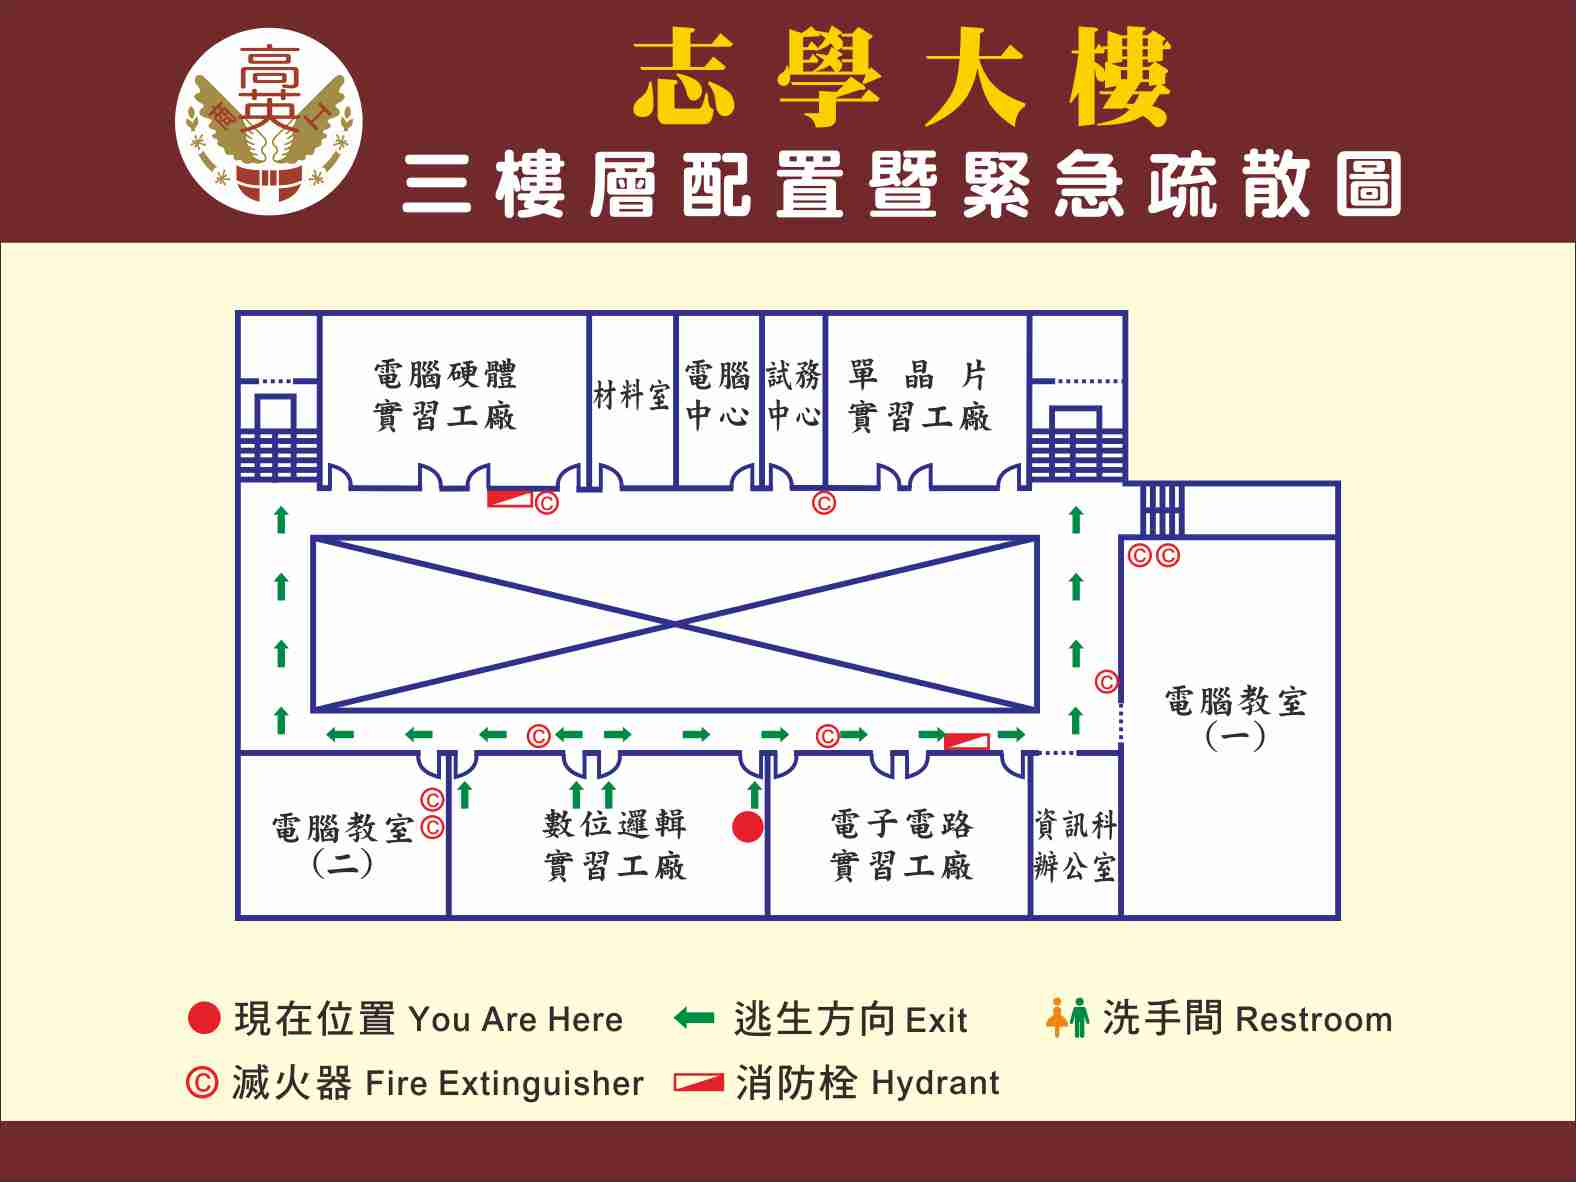 志學大樓
三樓層配置暨緊急疏散圖
高英
商工
電腦硬體
實習工廠
材料室
電腦
中心
試務
中心
單晶片
實習工廠
電腦教室
(一)
電腦教室
(二)
數位邏輯
實習工廠
電子電路
實習工廠
資訊科
辦公室
現在位置 You Are Here
逃生方向 Exit
洗手間 Restroom
滅火器 Fire Extinguisher
消防栓 Hydrant